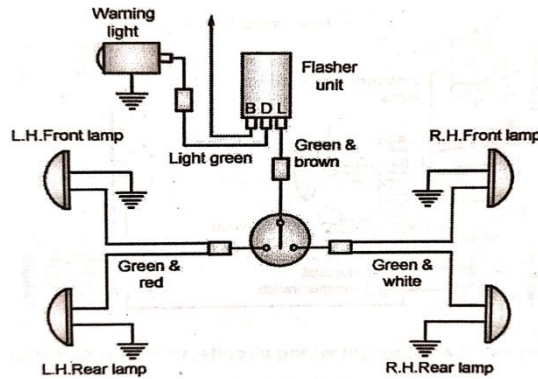 Warning
light
Flasher
unit
B D L
L.H.Front lamp
R.H.Front lamp
Light green
Green &
brown
Green &
red
Green &
white
L.H.Rear lamp
R.H.Rear lamp